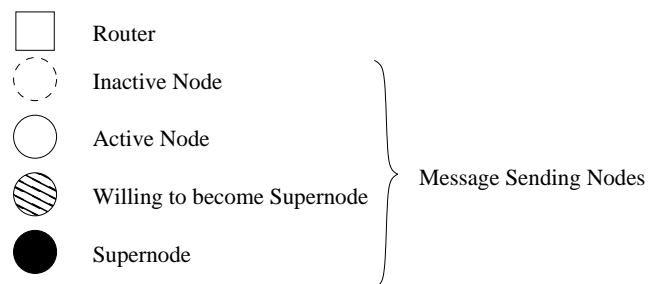 Router
Inactive Node
Active Node
Willing to become Supernode
Supernode
Message Sending Nodes